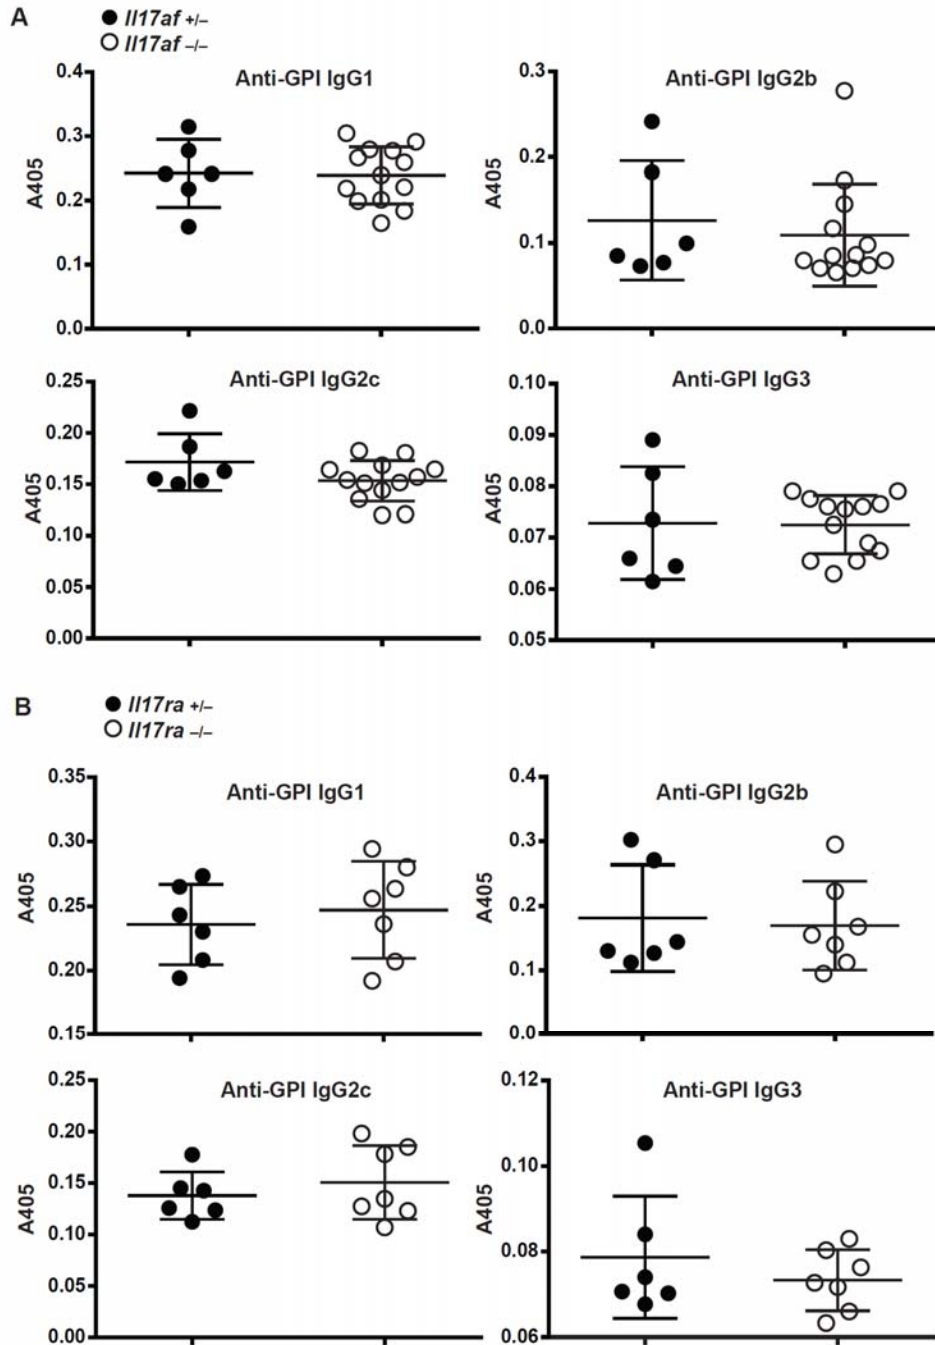 A
Il17af +/–
Il17af –/–
Anti-GPI IgG1
A405
0.4
0.3
0.2
0.1
0.0
Anti-GPI IgG2b
A405
0.3
0.2
0.1
0.0
Anti-GPI IgG2c
A405
0.25
0.20
0.15
0.10
0.05
0.00
Anti-GPI IgG3
A405
0.10
0.09
0.08
0.07
0.06
0.05
B
Il17ra +/–
Il17ra –/–
Anti-GPI IgG1
A405
0.35
0.30
0.25
0.20
0.15
Anti-GPI IgG2b
A405
0.4
0.3
0.2
0.1
0.0
Anti-GPI IgG2c
A405
0.25
0.20
0.15
0.10
0.05
0.00
Anti-GPI IgG3
A405
0.12
0.10
0.08
0.06